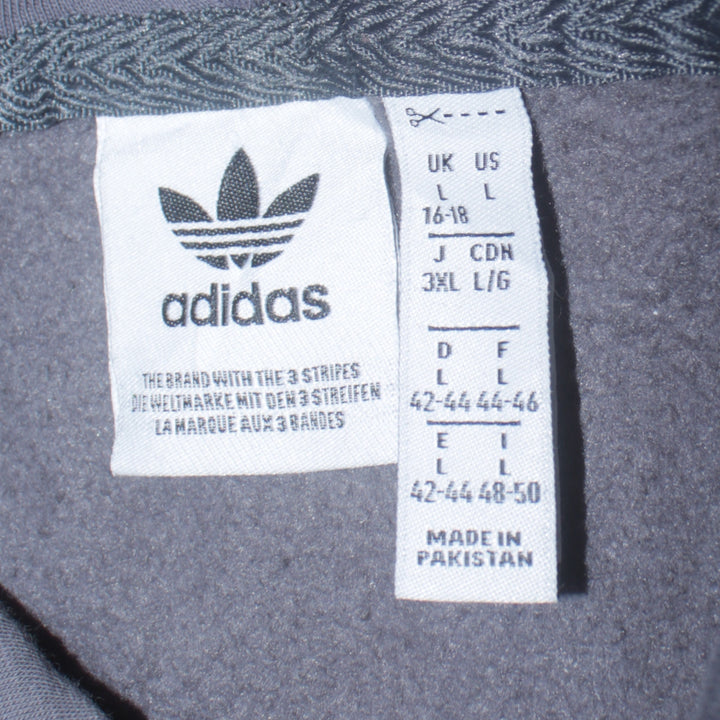 adidas
THE BRAND WITH THE 3 STRIPES
DIE WELTMARKE MIT DEN 3 STREIFEN
LA MARQUE AUX 3 BANDES
UK US
L L
16-18
J CDN
3XL L/G
D F
L L
42-44 44-46
E I
L L
42-44 48-50
MADE IN
PAKISTAN